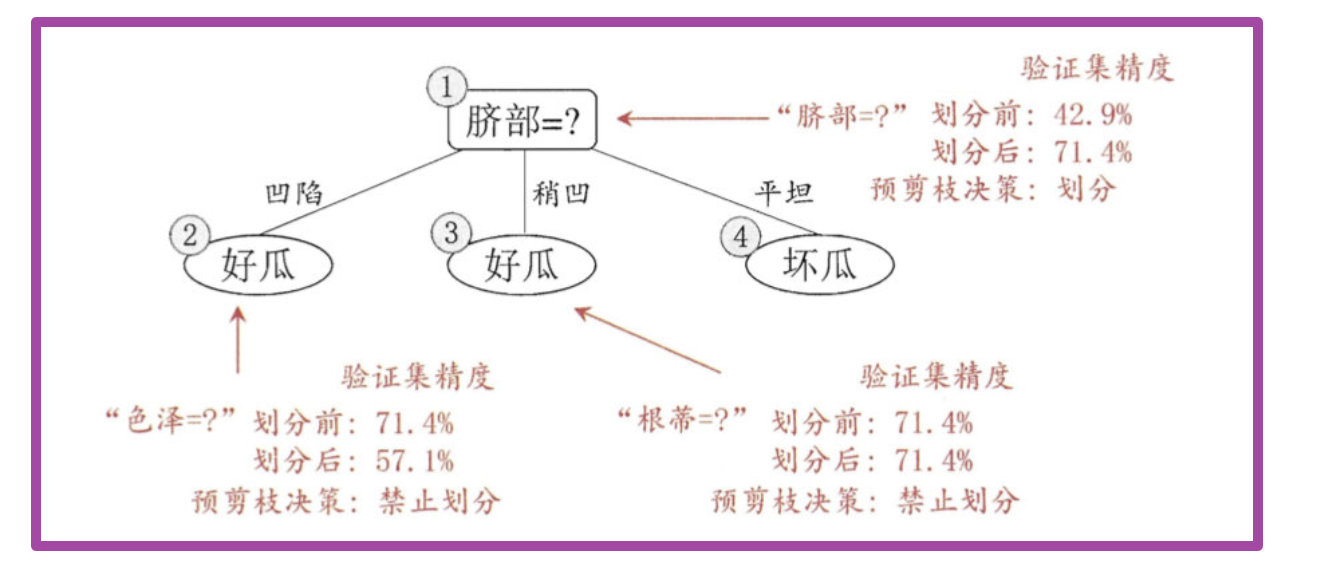 验证集精度
①
脐部=?
“脐部=?” 划分前: 42.9%
划分后: 71.4%
预剪枝决策: 划分
凹陷
稍凹
平坦
②
好瓜
③
好瓜
④
坏瓜
验证集精度
“色泽=?” 划分前: 71.4%
划分后: 57.1%
预剪枝决策: 禁止划分
验证集精度
“根蒂=?” 划分前: 71.4%
划分后: 71.4%
预剪枝决策: 禁止划分